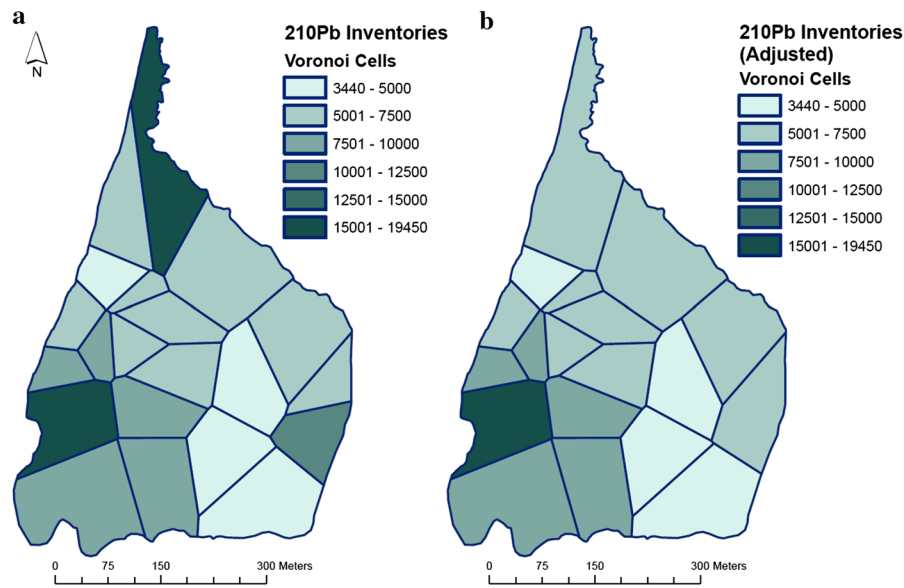 a
N
210Pb Inventories
Voronoi Cells
3440 - 5000
5001 - 7500
7501 - 10000
10001 - 12500
12501 - 15000
15001 - 19450
0 75 150 300 Meters
b
210Pb Inventories
(Adjusted)
Voronoi Cells
3440 - 5000
5001 - 7500
7501 - 10000
10001 - 12500
12501 - 15000
15001 - 19450
0 75 150 300 Meters